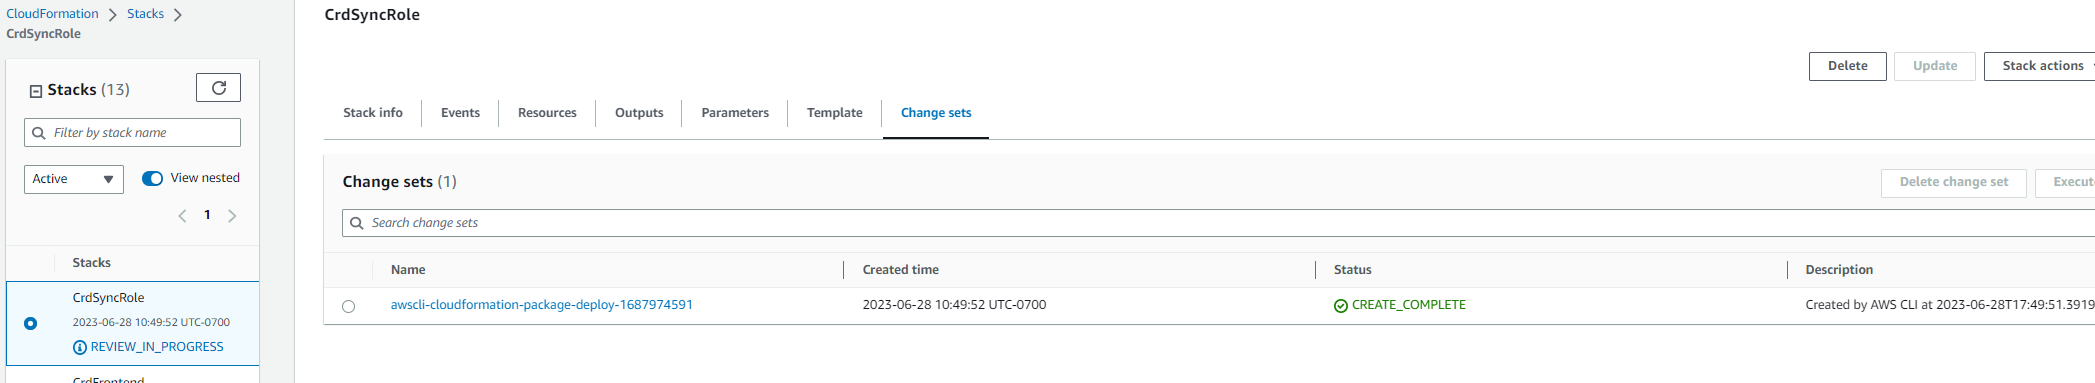 CloudFormation
Stacks
CrdSyncRole
Stacks (13)
Filter by stack name
Active
View nested
1
Stacks
CrdSyncRole
2023-06-28 10:49:52 UTC-0700
REVIEW_IN_PROGRESS
CrdFrontend
CrdSyncRole
Delete
Update
Stack actions
Stack info
Events
Resources
Outputs
Parameters
Template
Change sets
Change sets (1)
Delete change set
Execut
Search change sets
Name
Created time
Status
Description
awscli-cloudformation-package-deploy-1687974591
2023-06-28 10:49:52 UTC-0700
CREATE_COMPLETE
Created by AWS CLI at 2023-06-28T17:49:51.3919